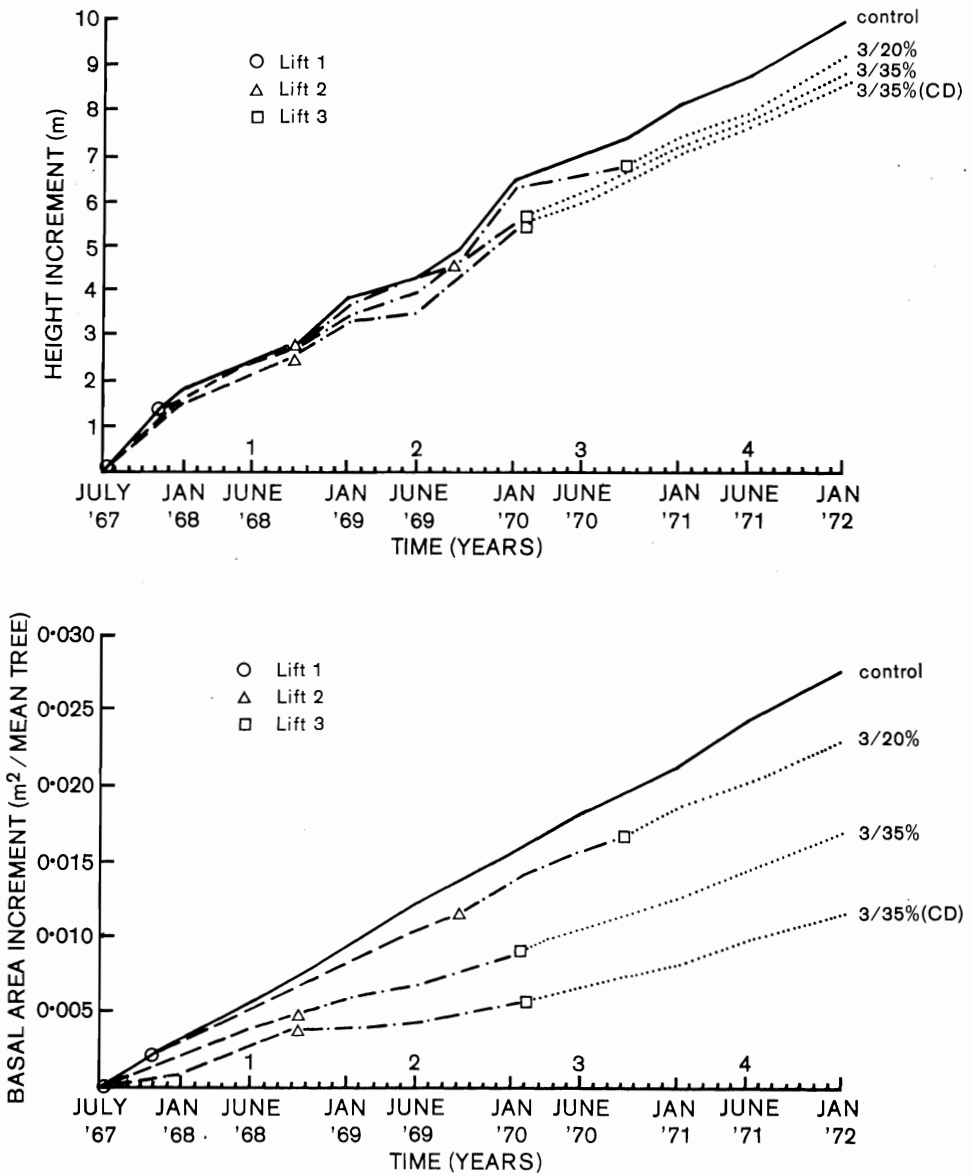 HEIGHT INCREMENT (m)
10
9
8
7
6
5
4
3
2
1
Lift 1
Lift 2
Lift 3
control
3/20%
3/35%
3/35%(CD)
1 2 3 4
JULY JAN JUNE JAN JUNE JAN JUNE JAN JUNE JAN
'67 '68 '68 '69 '69 '70 '70 '71 '71 '72
TIME (YEARS)
BASAL AREA INCREMENT (m² / MEAN TREE)
0·030
0·025
0·020
0·015
0·010
0·005
Lift 1
Lift 2
Lift 3
control
3/20%
3/35%
3/35%(CD)
1 2 3 4
JULY JAN JUNE JAN JUNE JAN JUNE JAN JUNE JAN
'67 '68 '68 '69 '69 '70 '70 '71 '71 '72
TIME (YEARS)